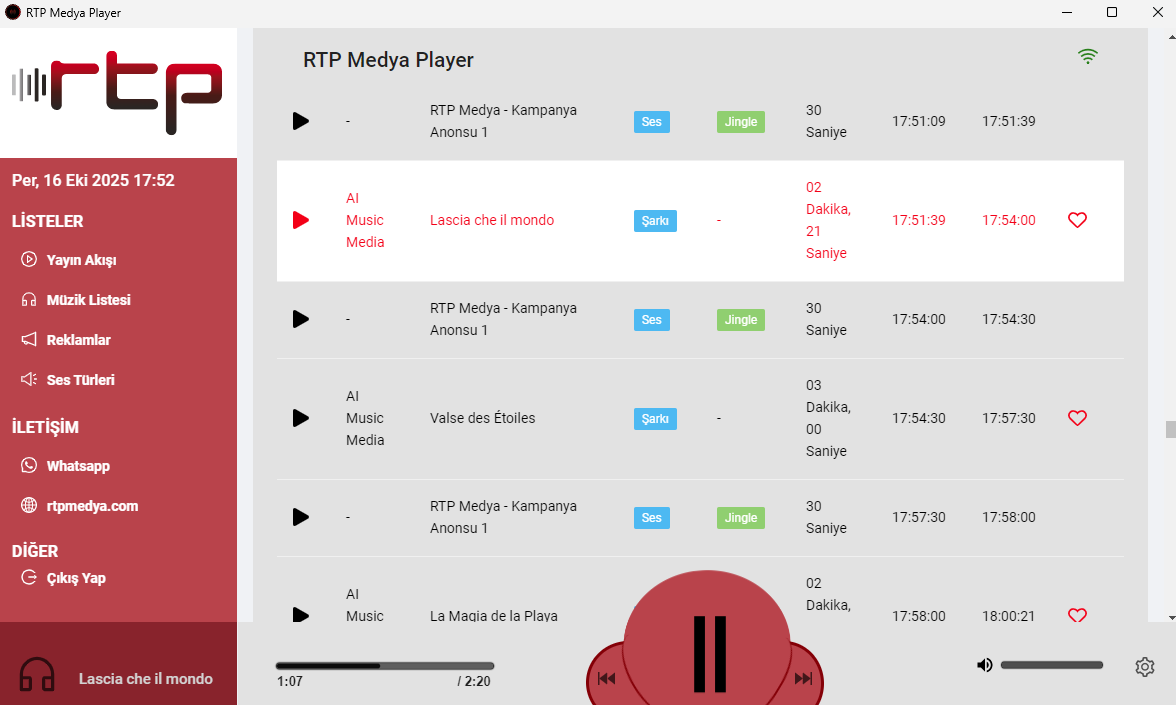 RTP Medya Player
rtp
Per, 16 Eki 2025 17:52
LİSTELER
Yayın Akışı
Müzik Listesi
Reklamlar
Ses Türleri
İLETİŞİM
Whatsapp
rtpmedya.com
DİĞER
Çıkış Yap
Lascia che il mondo
RTP Medya Player
-
RTP Medya - Kampanya
Anonsu 1
Ses
Jingle
30
Saniye
17:51:09
17:51:39
AI
Music
Media
Lascia che il mondo
Şarkı
-
02
Dakika,
21
Saniye
17:51:39
17:54:00
-
RTP Medya - Kampanya
Anonsu 1
Ses
Jingle
30
Saniye
17:54:00
17:54:30
AI
Music
Media
Valse des Étoiles
Şarkı
-
03
Dakika,
00
Saniye
17:54:30
17:57:30
-
RTP Medya - Kampanya
Anonsu 1
Ses
Jingle
30
Saniye
17:57:30
17:58:00
AI
Music
La Magia de la Playa
02
Dakika,
17:58:00
18:00:21
1:07
/ 2:20